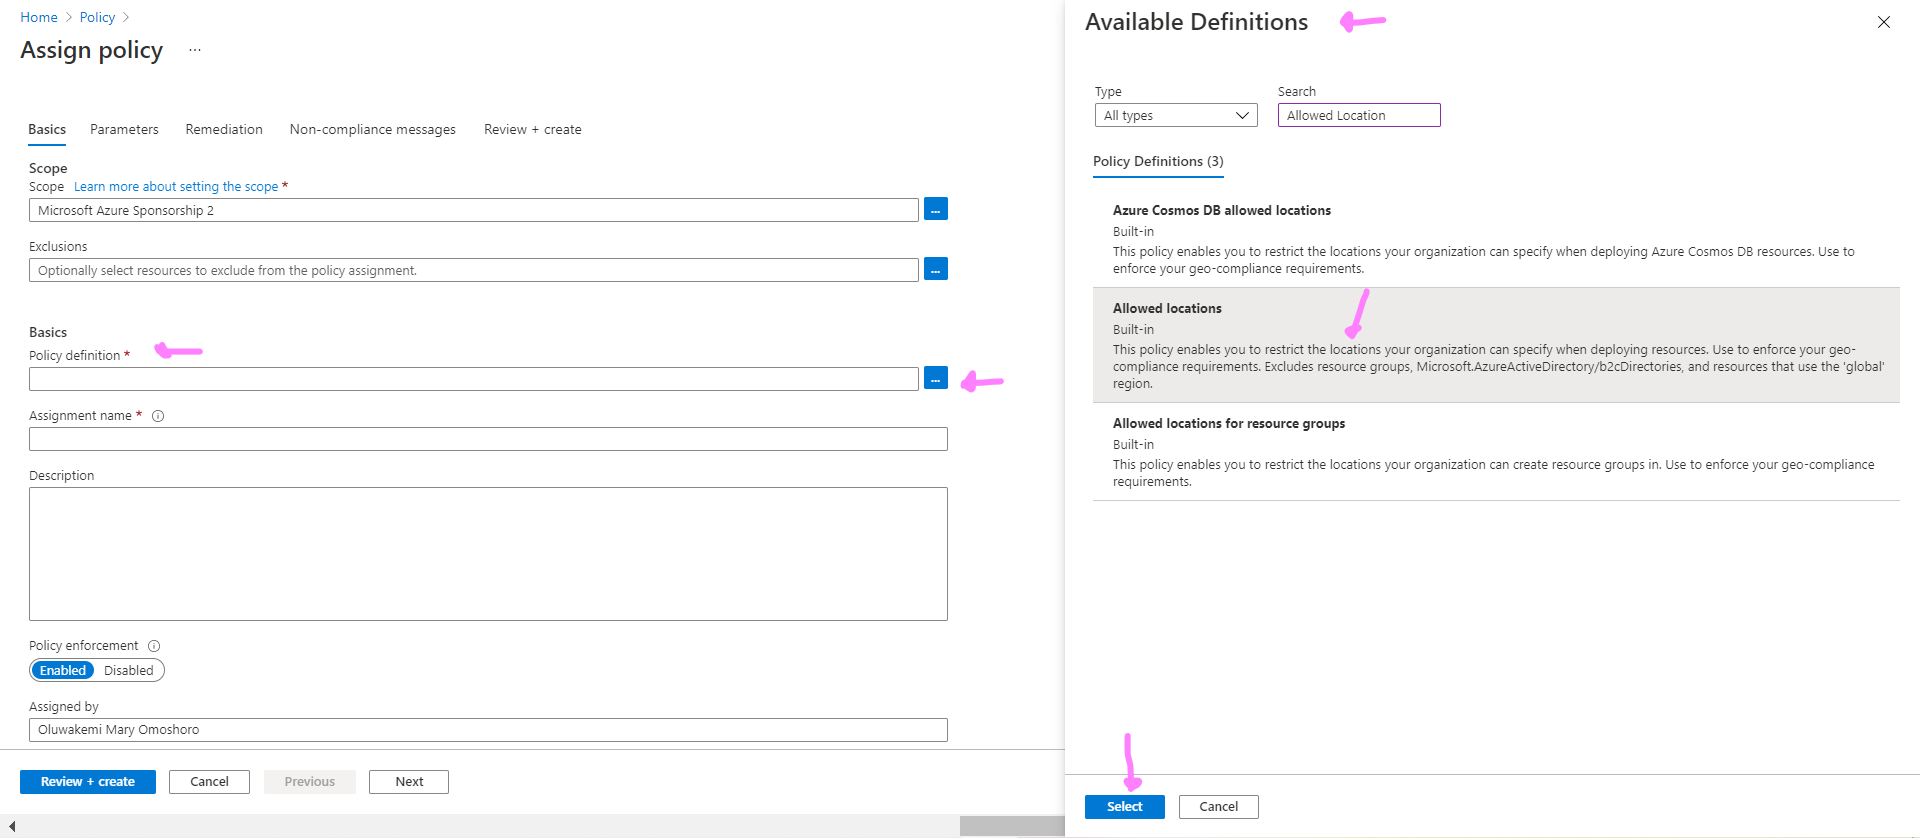 Home > Policy >
Assign policy ...
Basics Parameters Remediation Non-compliance messages Review + create
Scope
Scope Learn more about setting the scope *
Microsoft Azure Sponsorship 2
...
Exclusions
Optionally select resources to exclude from the policy assignment.
...
Basics
Policy definition *
...
Assignment name *
Description
Policy enforcement
Enabled Disabled
Assigned by
Oluwakemi Mary Omoshoro
Review + create Cancel Previous Next
Available Definitions
Type Search
All types Allowed Location
Policy Definitions (3)
Azure Cosmos DB allowed locations
Built-in
This policy enables you to restrict the locations your organization can specify when deploying Azure Cosmos DB resources. Use to
enforce your geo-compliance requirements.
Allowed locations
Built-in
This policy enables you to restrict the locations your organization can specify when deploying resources. Use to enforce your geo-
compliance requirements. Excludes resource groups, Microsoft.AzureActiveDirectory/b2cDirectories, and resources that use the 'global'
region.
Allowed locations for resource groups
Built-in
This policy enables you to restrict the locations your organization can create resource groups in. Use to enforce your geo-compliance
requirements.
Select Cancel